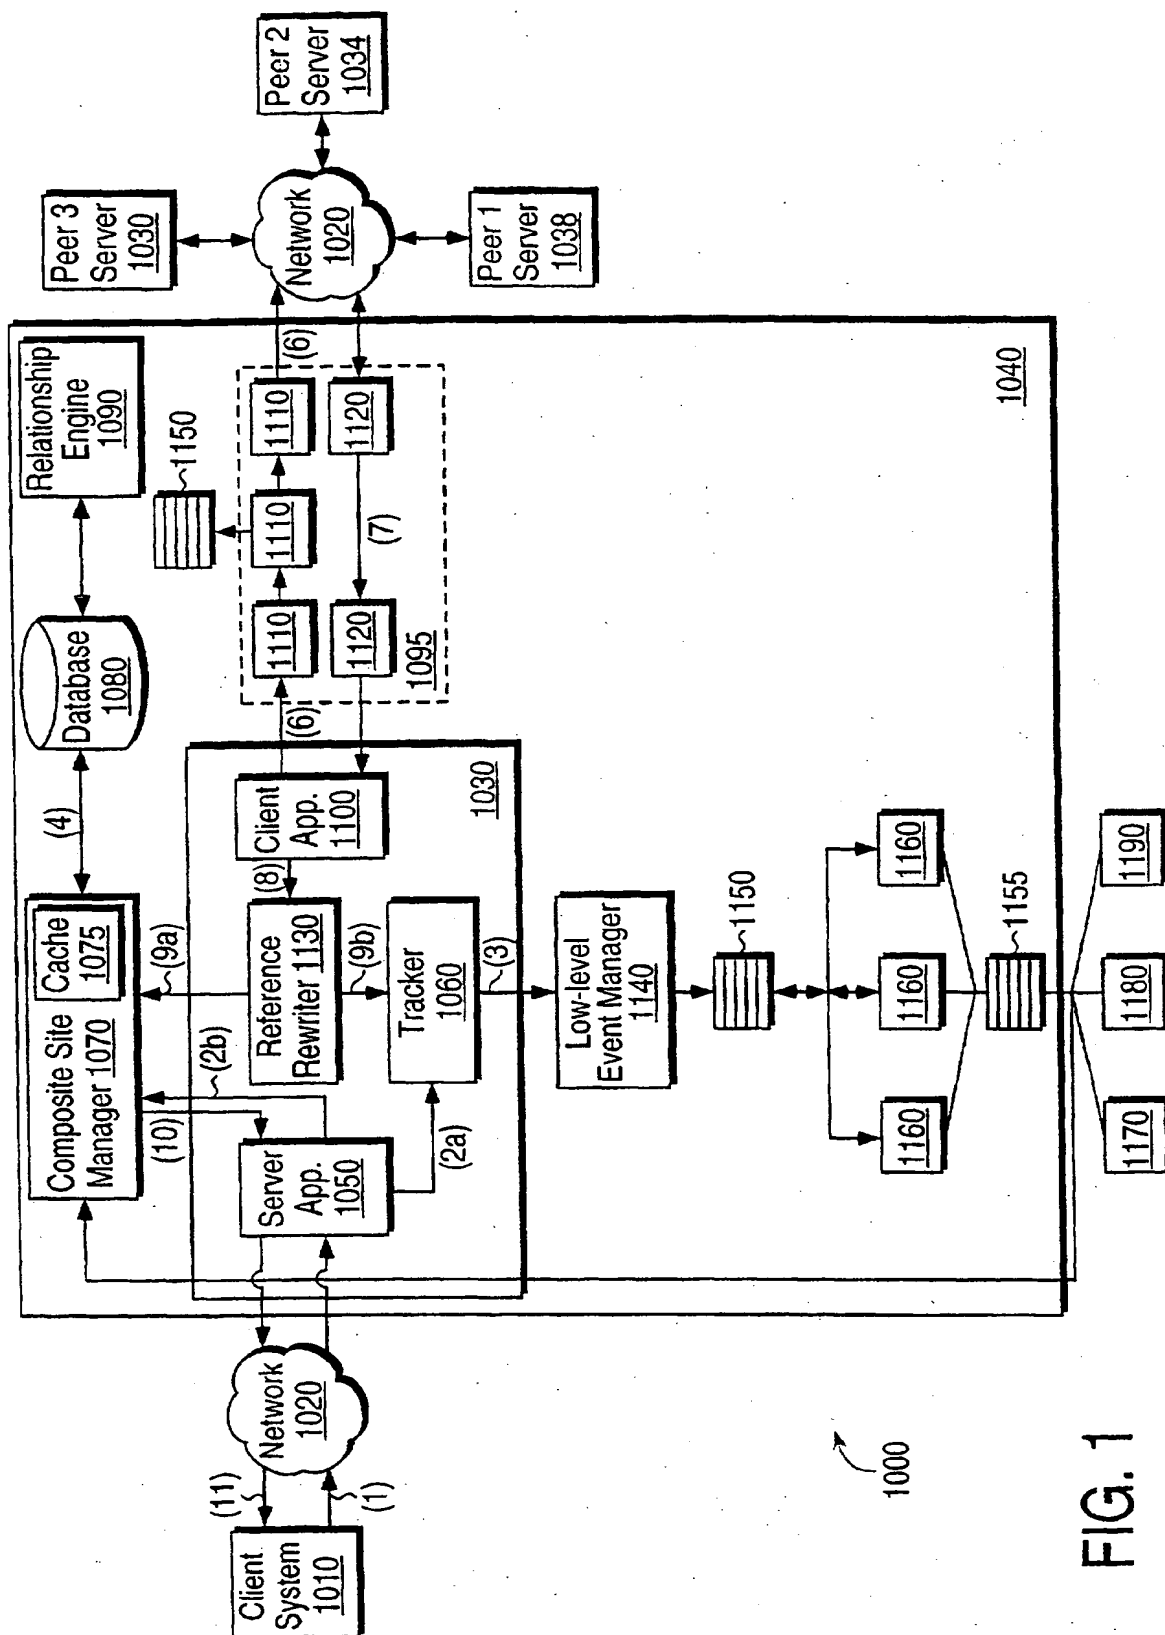 Peer 3
Server
1030
Peer 2
Server
1034
Network
1020
Peer 1
Server
1038
Relationship
Engine
1090
1150
(6)
1110
1110
1110
1120
(7)
1120
1095
1040
Database
1080
(4)
(6)
Client
App.
1100
1030
(8)
Composite Site
Manager 1070
Cache
1075
(9a)
Reference
Rewriter 1130
(9b)
Tracker
1060
(3)
(2b)
(10)
Server
App.
1050
(2a)
Low-level
Event Manager
1140
1150
1160
1160
1160
1155
1190
1180
1170
Network
1020
(11)
(1)
Client
System
1010
1000
FIG. 1